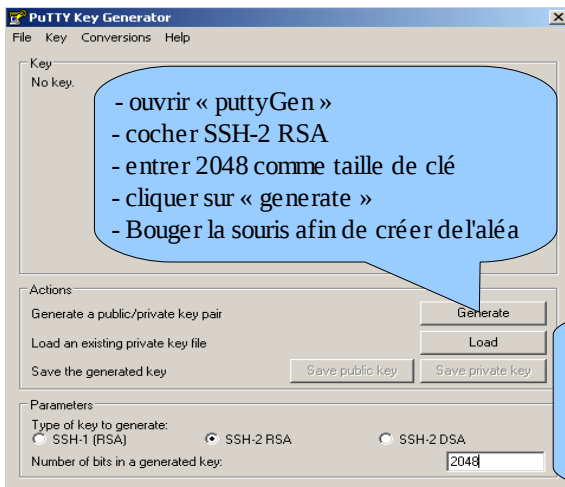 PuTTY Key Generator
File Key Conversions Help
Key
No key.
- ouvrir « puttyGen »
- cocher SSH-2 RSA
- entrer 2048 comme taille de clé
- cliquer sur « generate »
- Bouger la souris afin de créer del'aléa
Actions
Generate a public/private key pair Generate
Load an existing private key file Load
Save the generated key Save public key Save private key
Parameters
Type of key to generate:
SSH-1 (RSA) SSH-2 RSA SSH-2 DSA
Number of bits in a generated key: 2048